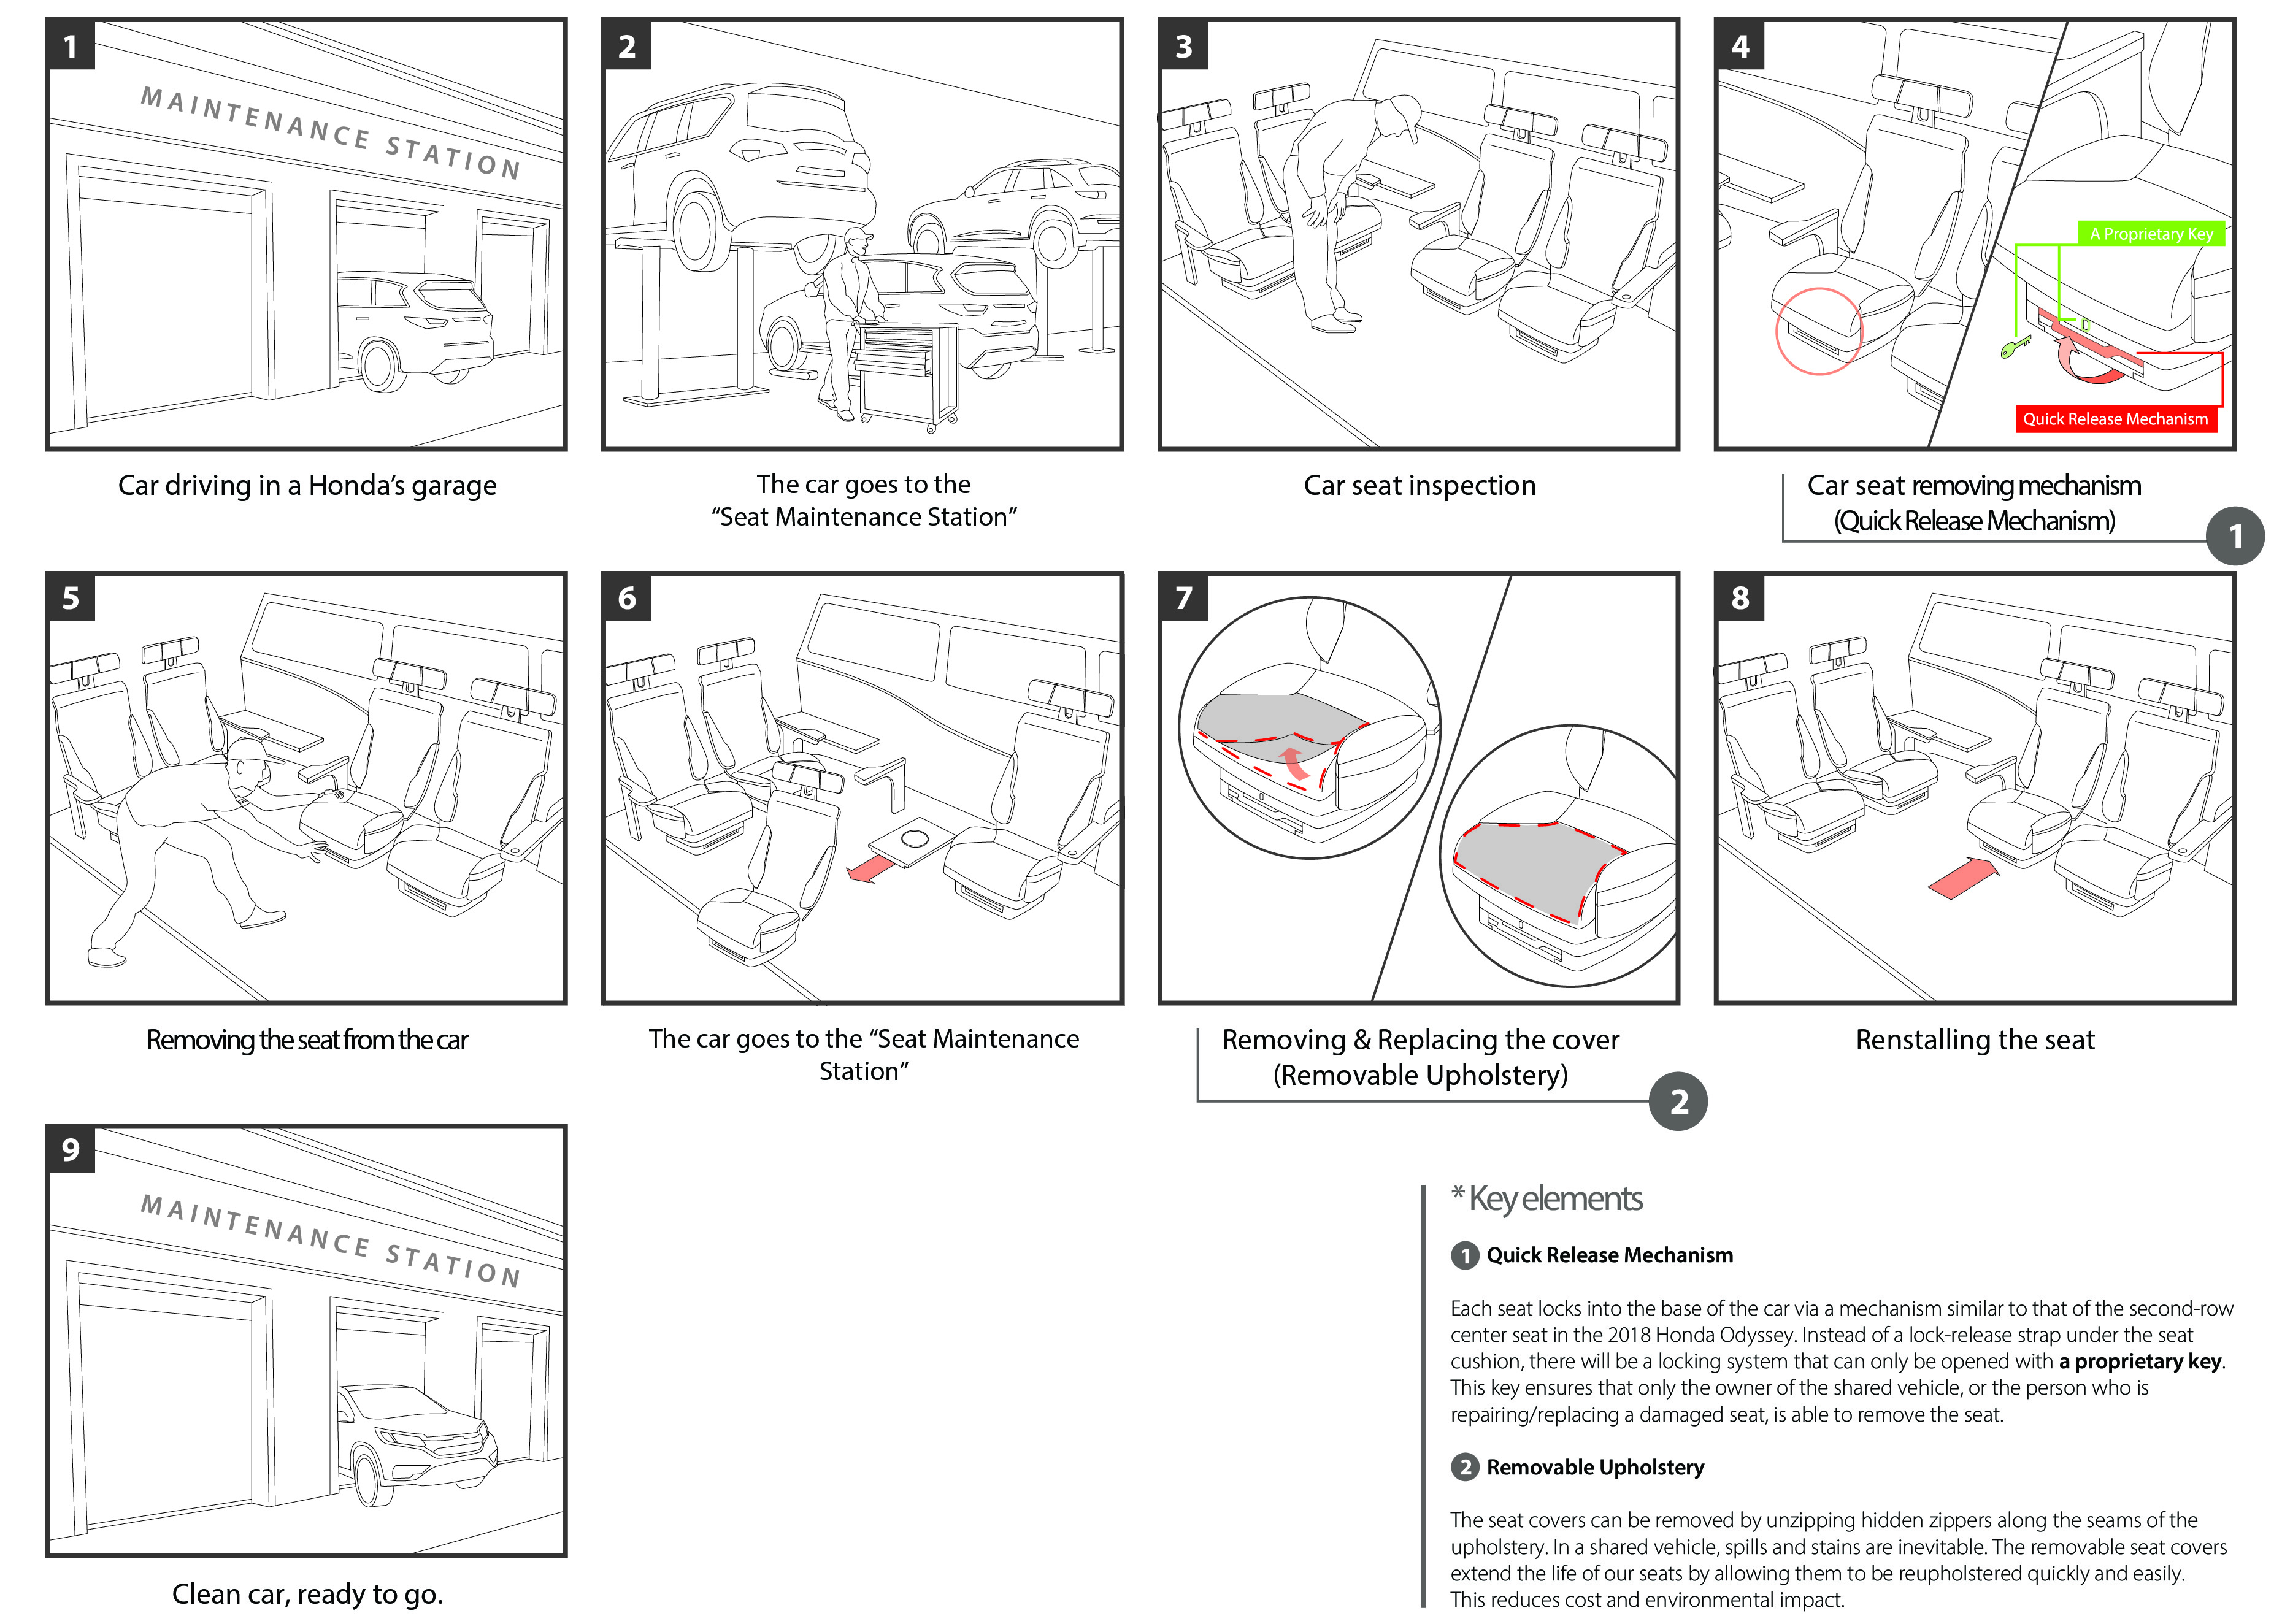 1
MAINTENANCE STATION
Car driving in a Honda's garage
2
The car goes to the
“Seat Maintenance Station”
3
Car seat inspection
4
A Proprietary Key
Quick Release Mechanism
Car seat removing mechanism
(Quick Release Mechanism)
1
5
Removing the seat from the car
6
The car goes to the “Seat Maintenance
Station”
7
Removing & Replacing the cover
(Removable Upholstery)
2
8
Renstalling the seat
9
MAINTENANCE STATION
Clean car, ready to go.
* Key elements
1 Quick Release Mechanism
Each seat locks into the base of the car via a mechanism similar to that of the second-row
center seat in the 2018 Honda Odyssey. Instead of a lock-release strap under the seat
cushion, there will be a locking system that can only be opened with a proprietary key.
This key ensures that only the owner of the shared vehicle, or the person who is
repairing/replacing a damaged seat, is able to remove the seat.
2 Removable Upholstery
The seat covers can be removed by unzipping hidden zippers along the seams of the
upholstery. In a shared vehicle, spills and stains are inevitable. The removable seat covers
extend the life of our seats by allowing them to be reupholstered quickly and easily.
This reduces cost and environmental impact.